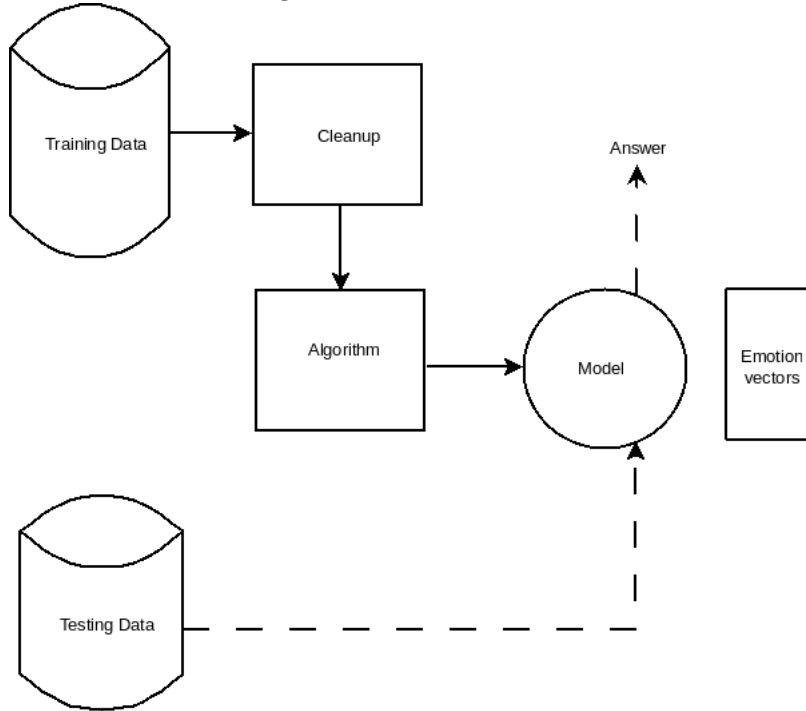 Training Data
Cleanup
Answer
Algorithm
Model
Emotion
vectors
Testing Data